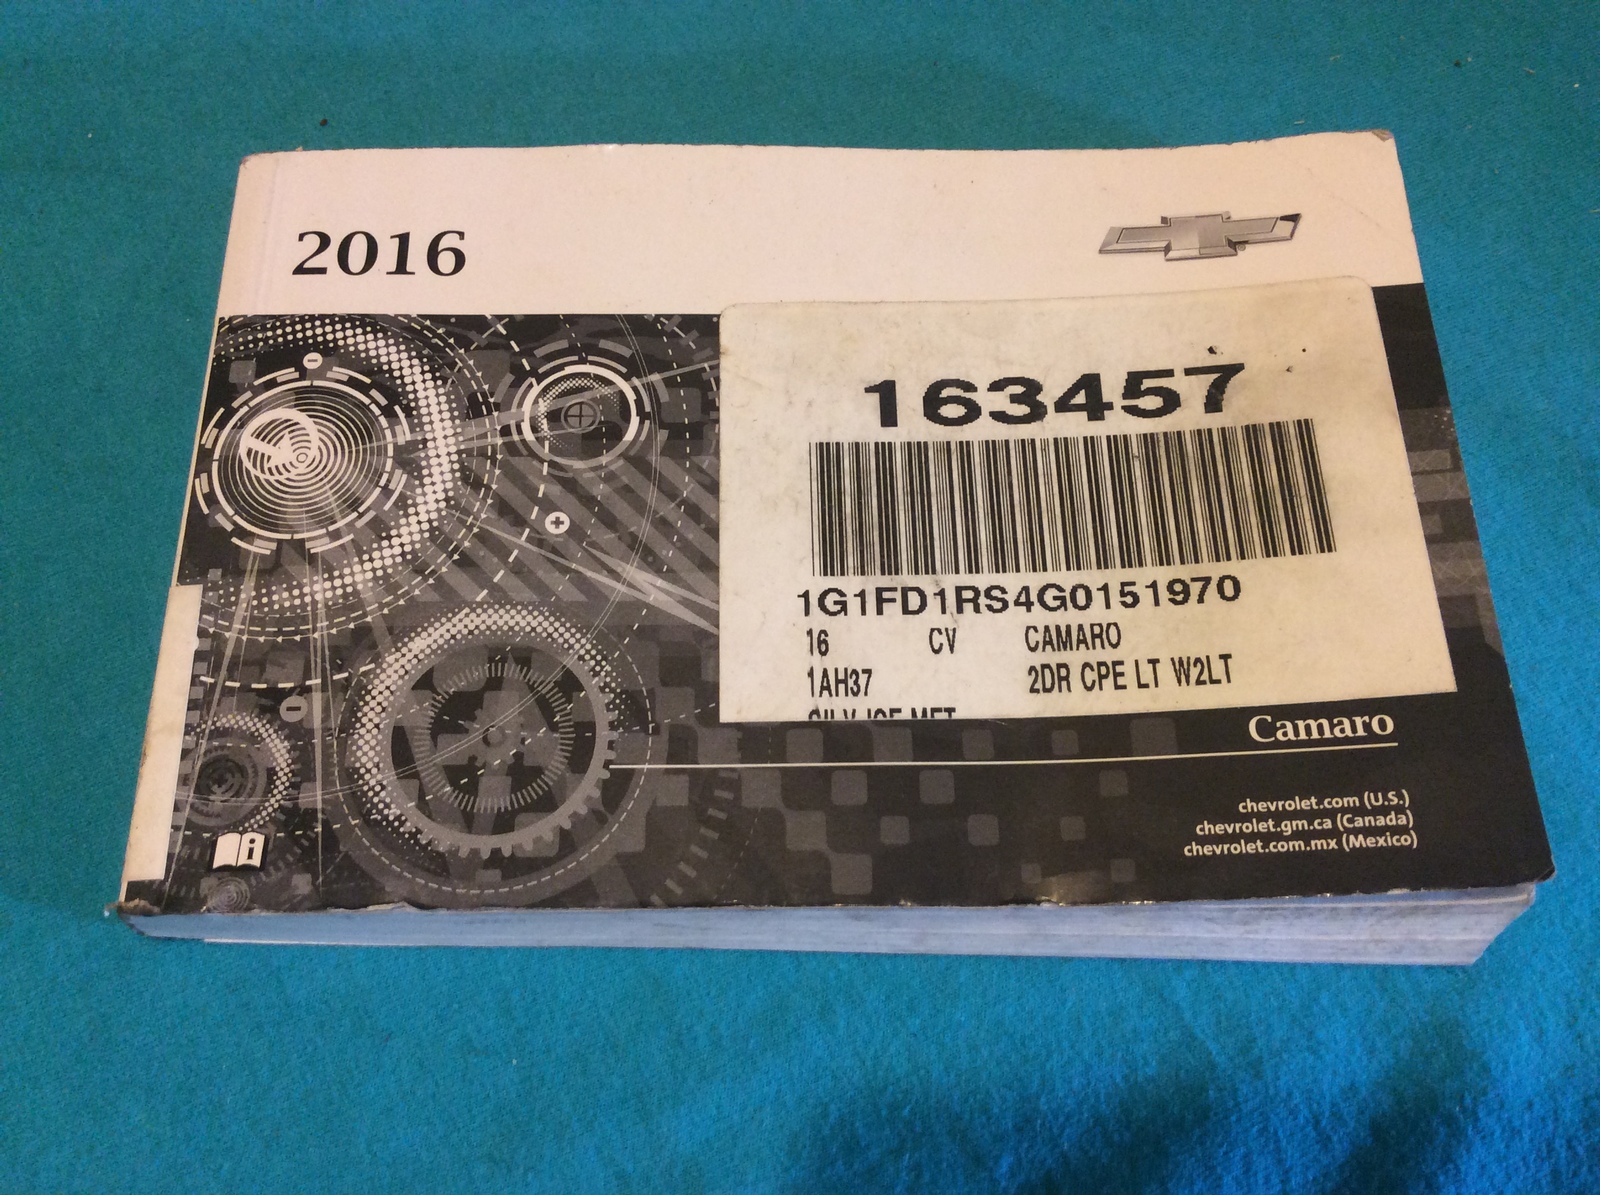 2016
163457
1G1FD1RS4G0151970
16 CV CAMARO
1AH37 2DR CPE LT W2LT
Camaro
chevrolet.com (U.S.)
chevrolet.gm.ca (Canada)
chevrolet.com.mx (Mexico)